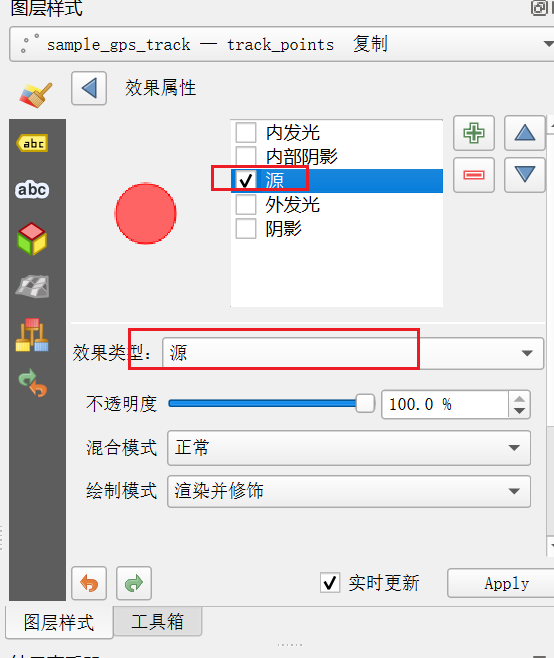 图层样式
sample_gps_track — track_points 复制
效果属性
abc
abc
内发光
内部阴影
源
外发光
阴影
效果类型：
源
不透明度
100.0 %
混合模式
正常
绘制模式
渲染并修饰
实时更新
Apply
图层样式
工具箱